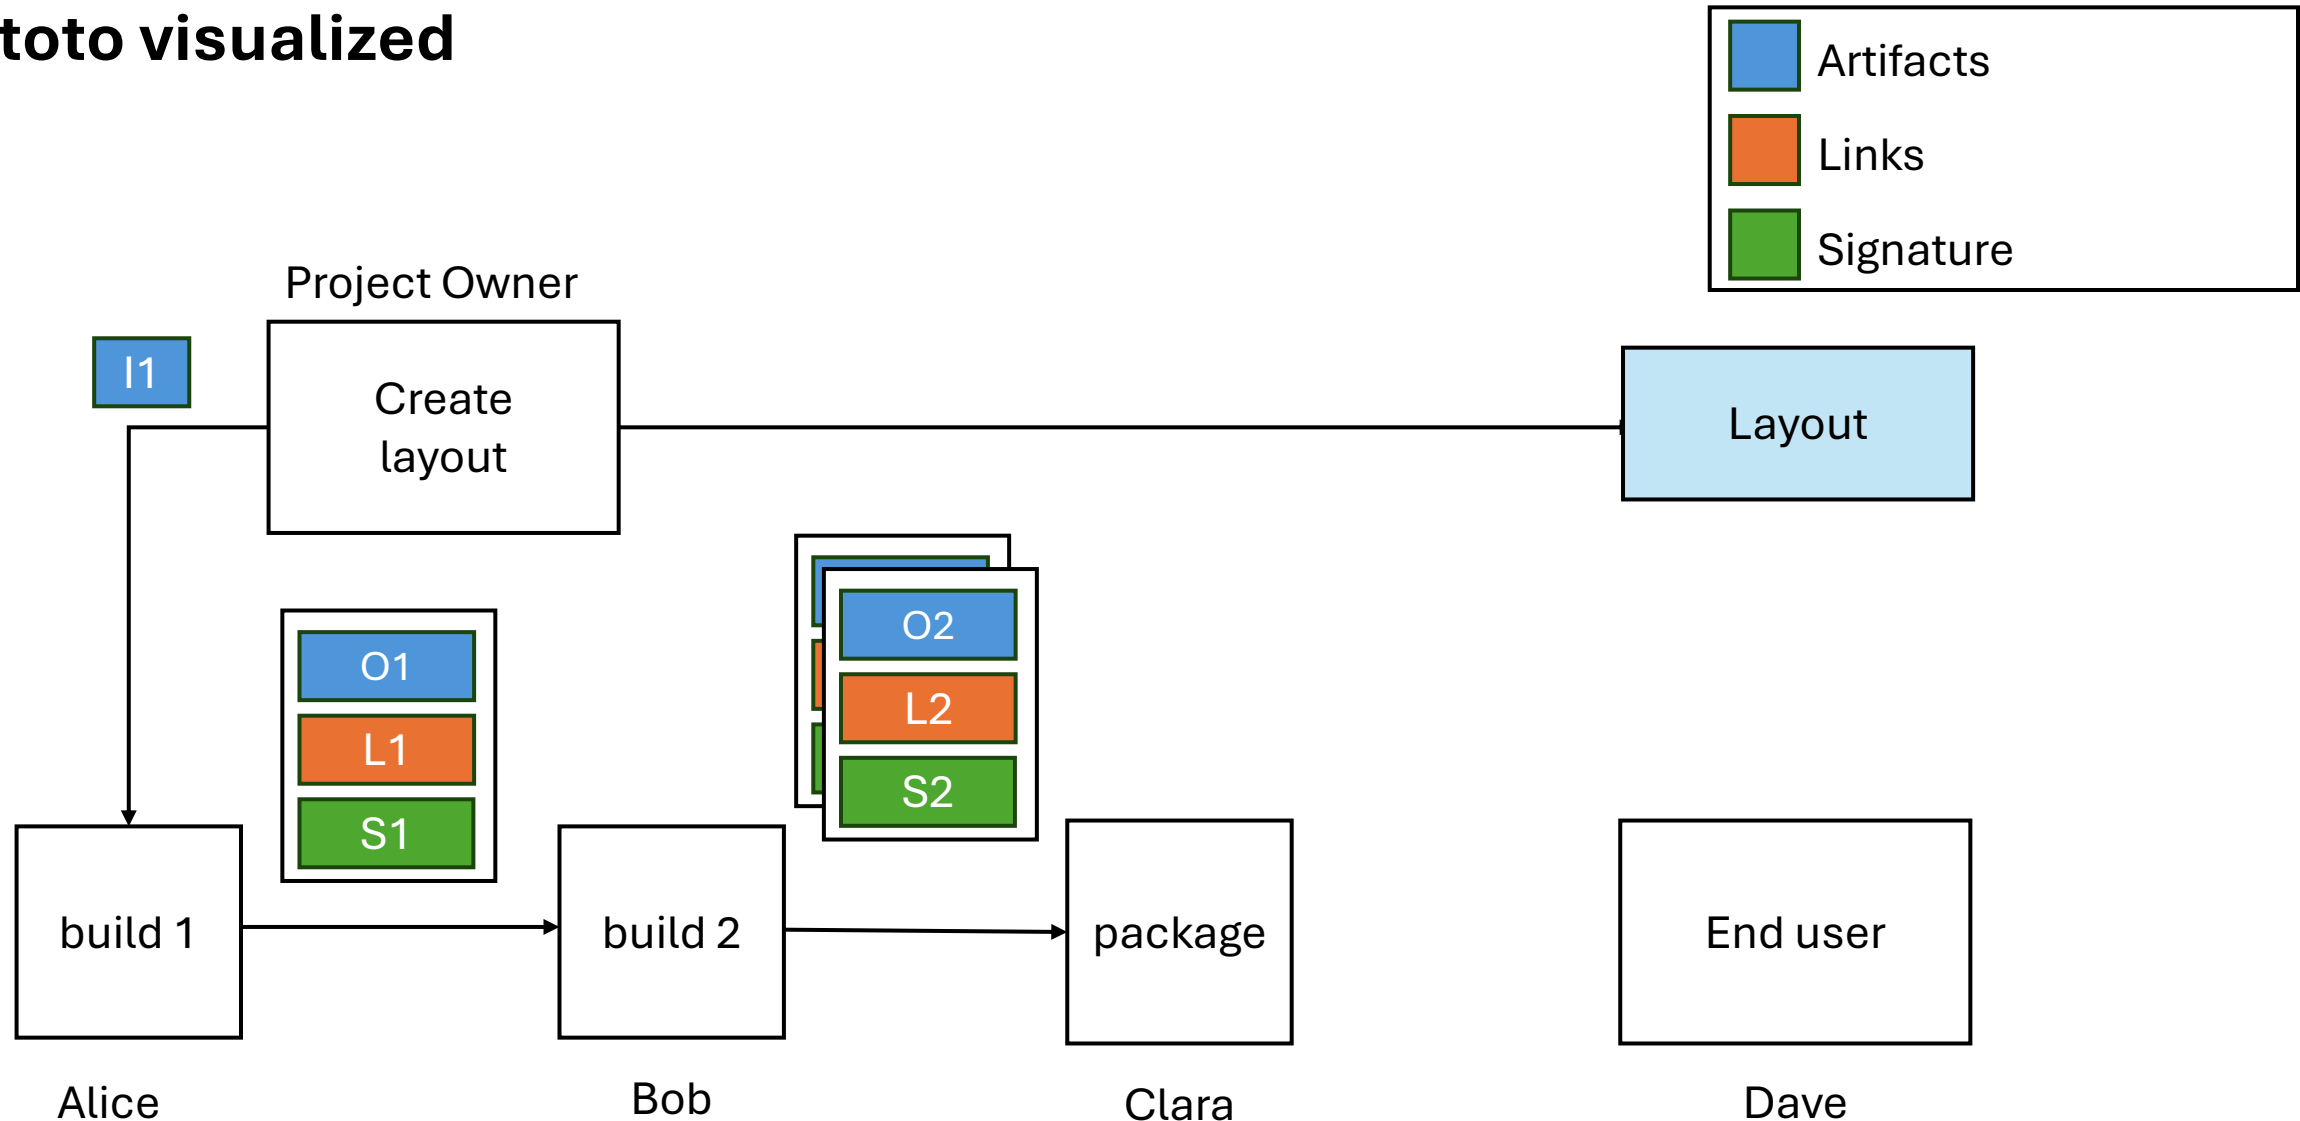 toto visualized
Artifacts
Links
Signature
Project Owner
I1
Create
layout
Layout
O1
L1
S1
O2
L2
S2
build 1
build 2
package
End user
Alice
Bob
Clara
Dave